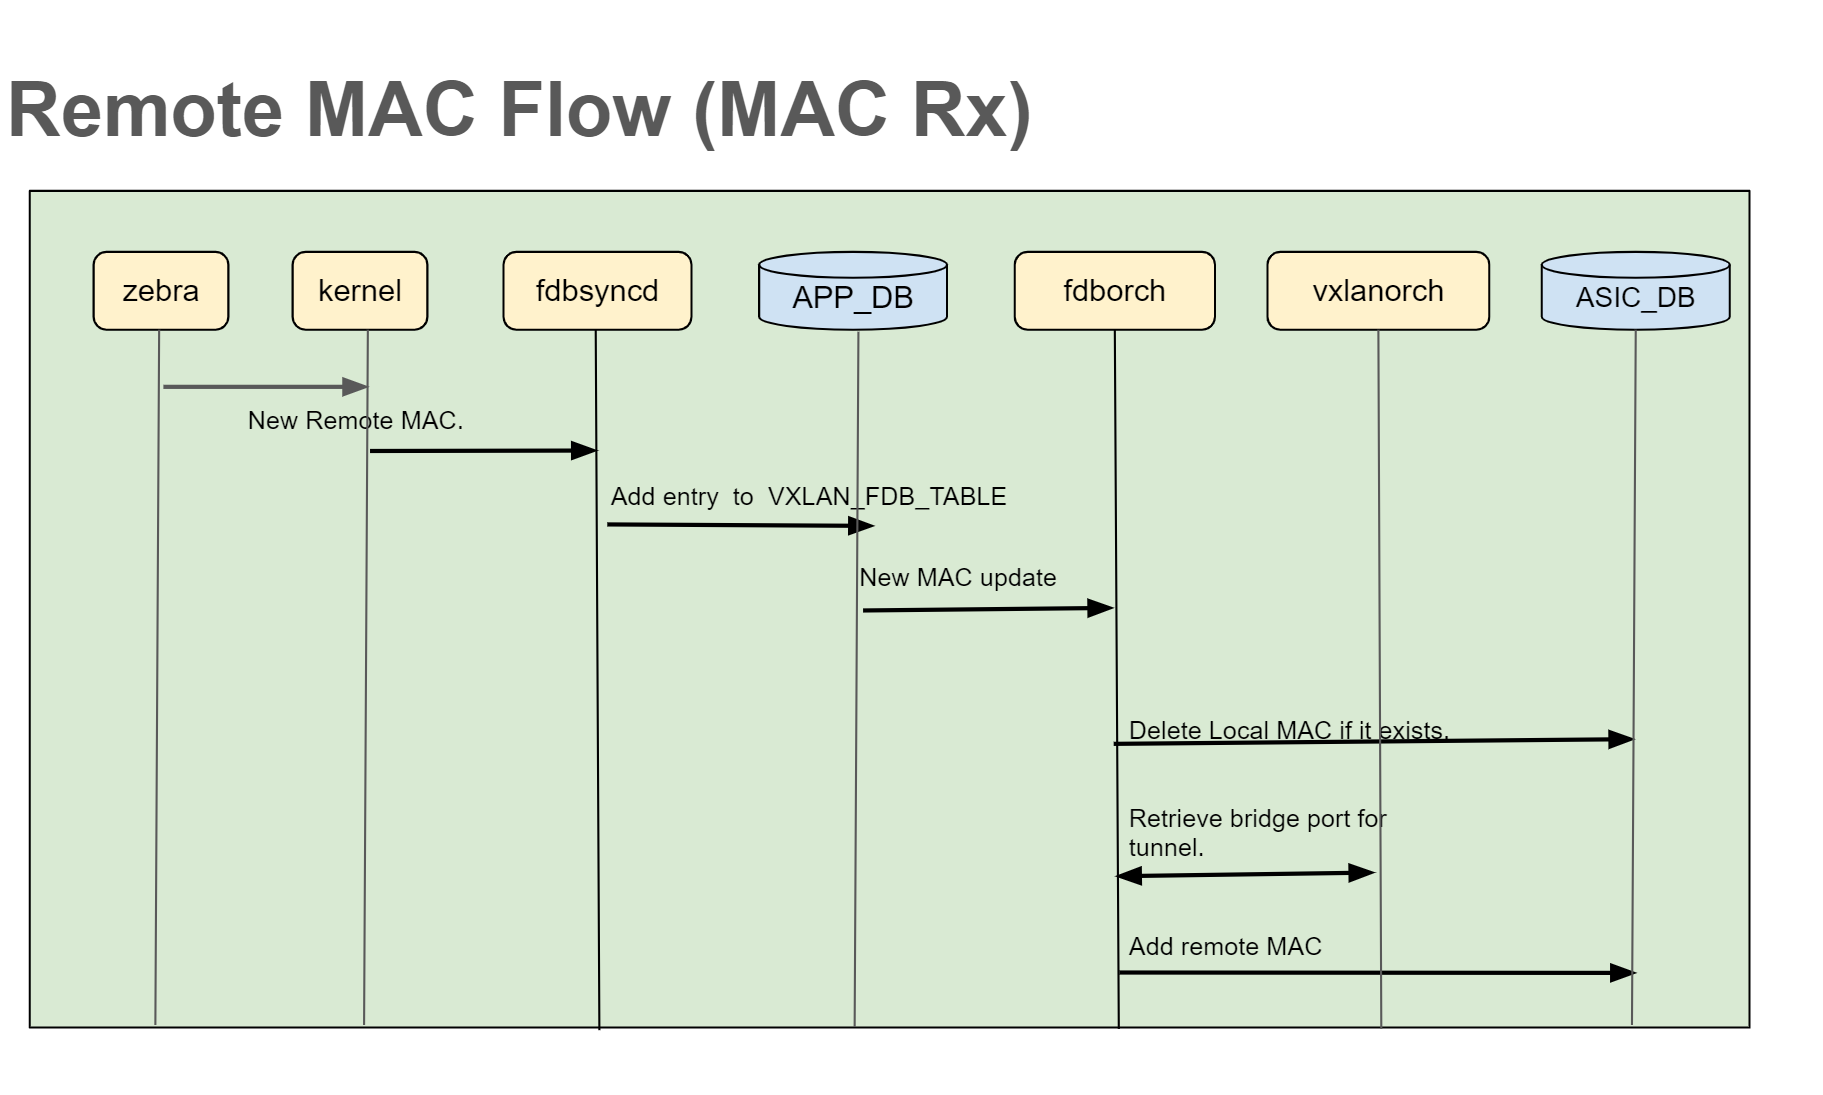 Remote MAC Flow (MAC Rx)
zebra
kernel
fdbsyncd
APP_DB
fdborch
vxlanorch
ASIC_DB
New Remote MAC.
Add entry  to  VXLAN_FDB_TABLE
New MAC update
Delete Local MAC if it exists.
Retrieve bridge port for
tunnel.
Add remote MAC